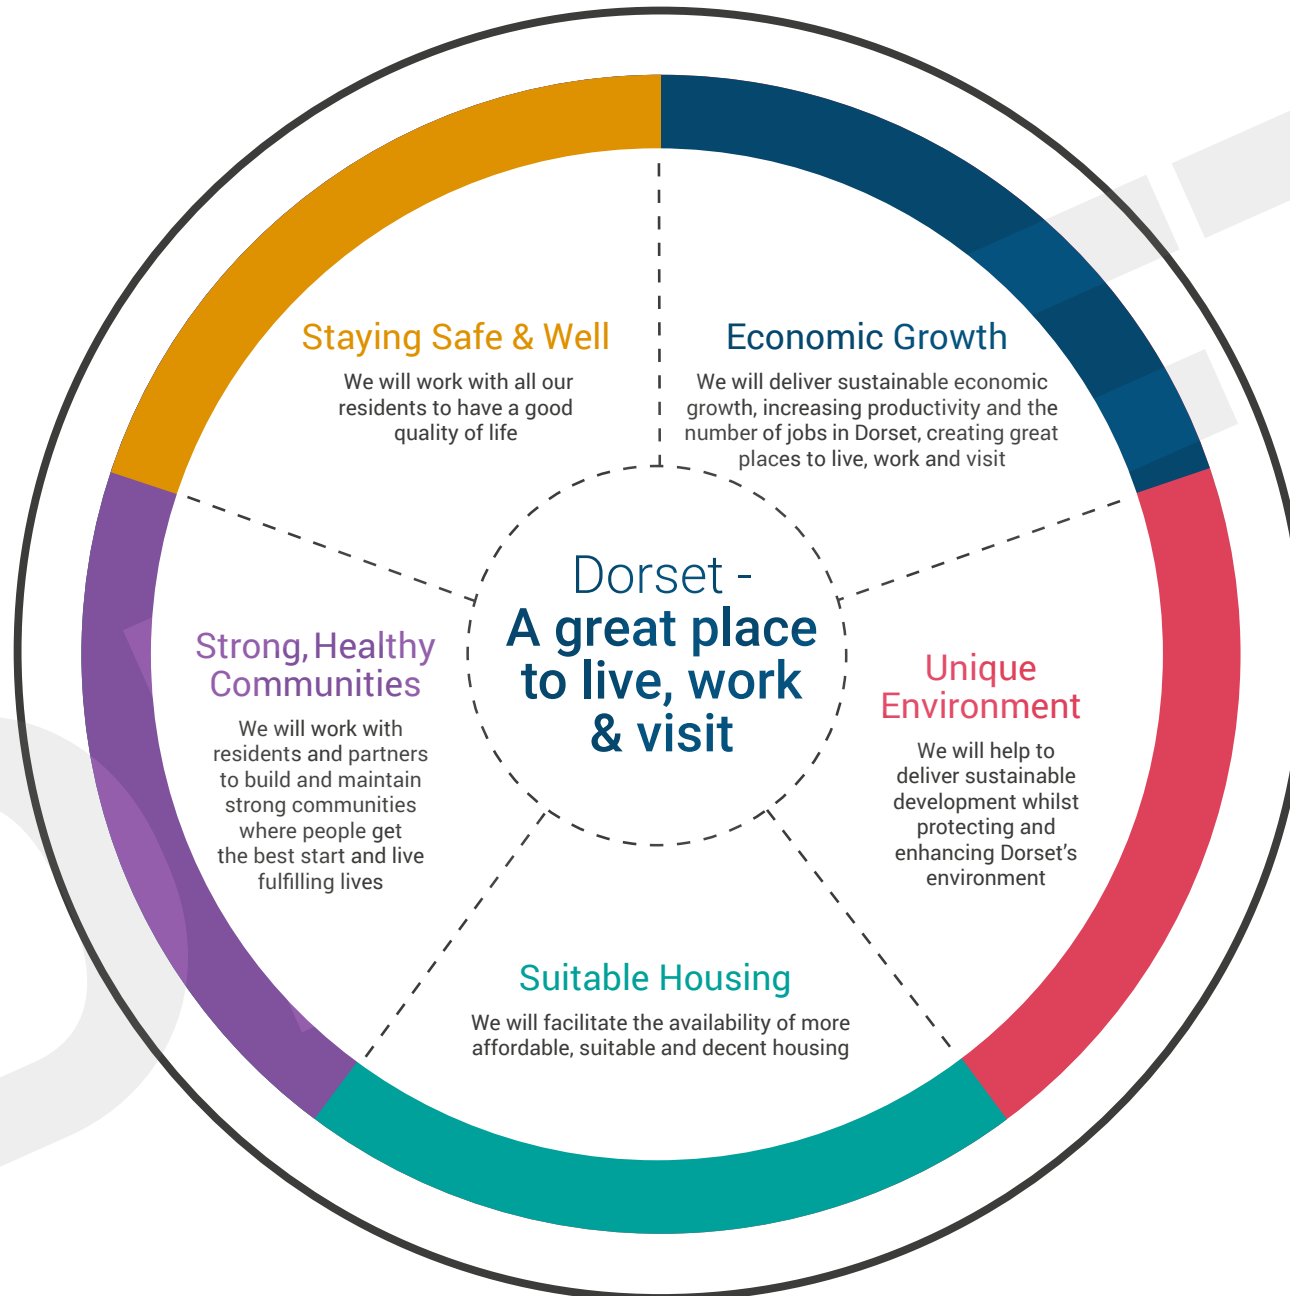 Staying Safe & Well
We will work with all our
residents to have a good
quality of life
Economic Growth
We will deliver sustainable economic
growth, increasing productivity and the
number of jobs in Dorset, creating great
places to live, work and visit
Dorset -
A great place
to live, work
& visit
Strong, Healthy
Communities
We will work with
residents and partners
to build and maintain
strong communities
where people get
the best start and live
fulfilling lives
Unique
Environment
We will help to
deliver sustainable
development whilst
protecting and
enhancing Dorset's
environment
Suitable Housing
We will facilitate the availability of more
affordable, suitable and decent housing